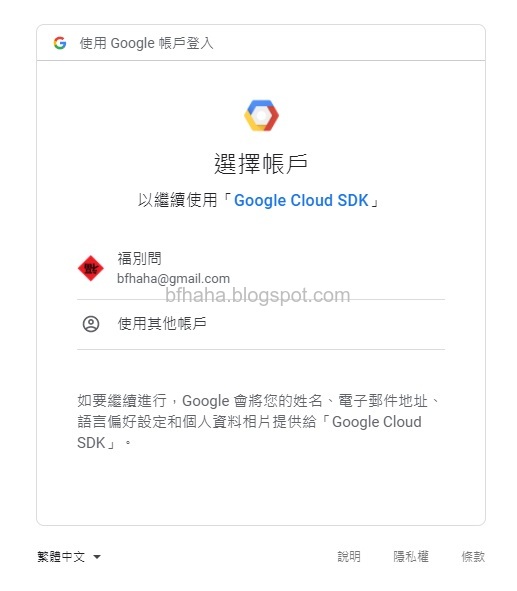 使用 Google 帳戶登入
選擇帳戶
以繼續使用「Google Cloud SDK」
福別問
bfhaha@gmail.com
bfhaha.blogspot.com
使用其他帳戶
如要繼續進行，Google 會將您的姓名、電子郵件地址、
語言偏好設定和個人資料相片提供給「Google Cloud
SDK」。
繁體中文
說明 隱私權 條款